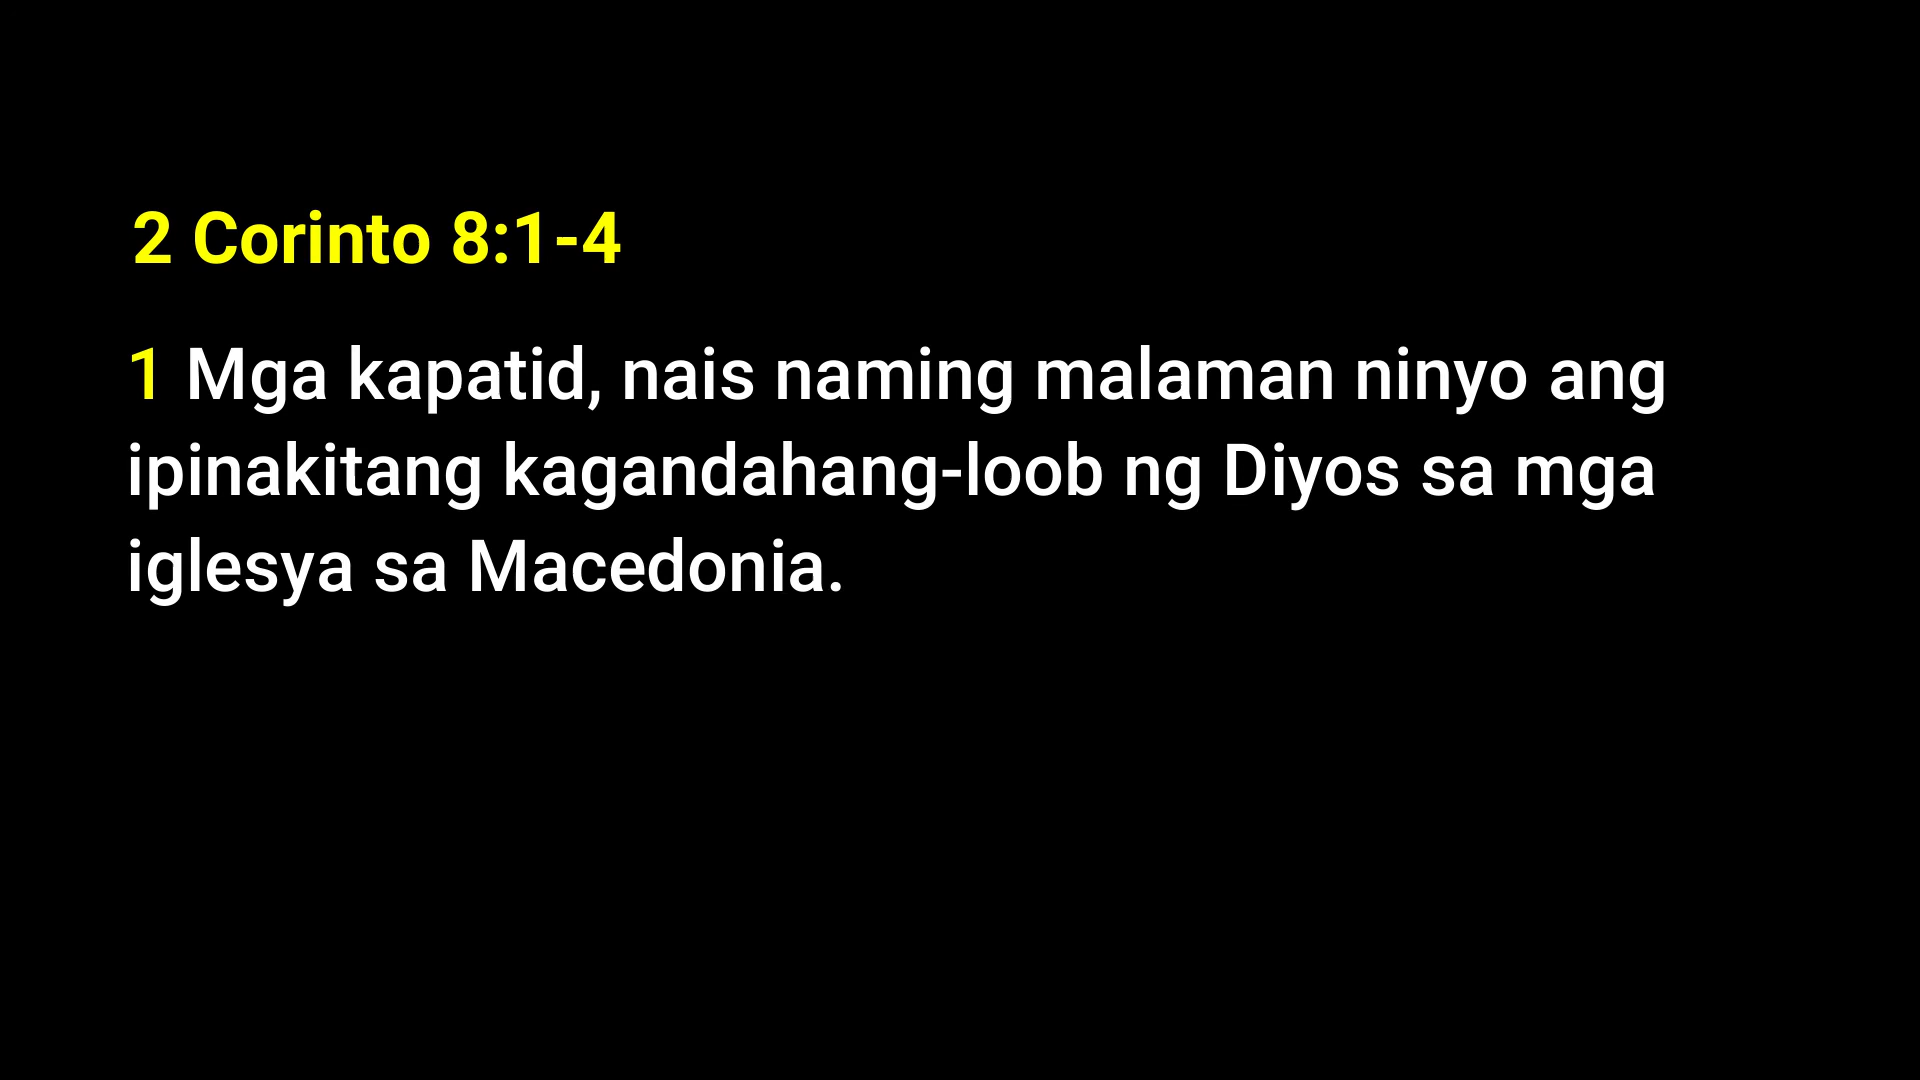 2 Corinto 8:1-4
1 Mga kapatid, nais naming malaman ninyo ang
ipinakitang kagandahang-loob ng Diyos sa mga
iglesya sa Macedonia.